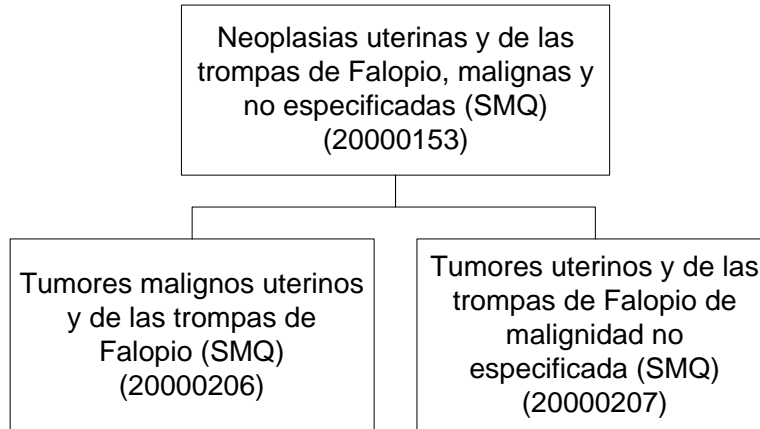 Neoplasias uterinas y de las
trompas de Falopio, malignas y
no especificadas (SMQ)
(20000153)
Tumores malignos uterinos
y de las trompas de
Falopio (SMQ)
(20000206)
Tumores uterinos y de las
trompas de Falopio de
malignidad no
especificada (SMQ)
(20000207)